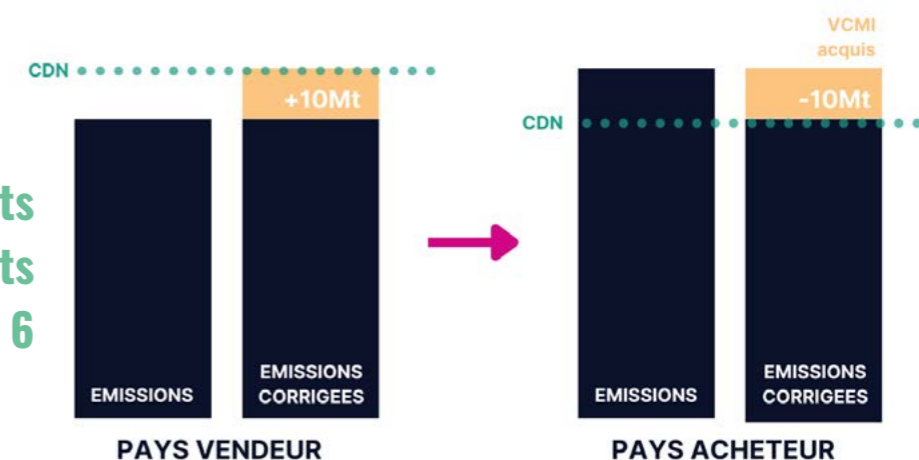 VCMI
acquis
CDN
+10Mt
-10Mt
CDN
ts
ts
6
EMISSIONS
EMISSIONS
CORRIGEES
EMISSIONS
EMISSIONS
CORRIGEES
PAYS VENDEUR
PAYS ACHETEUR